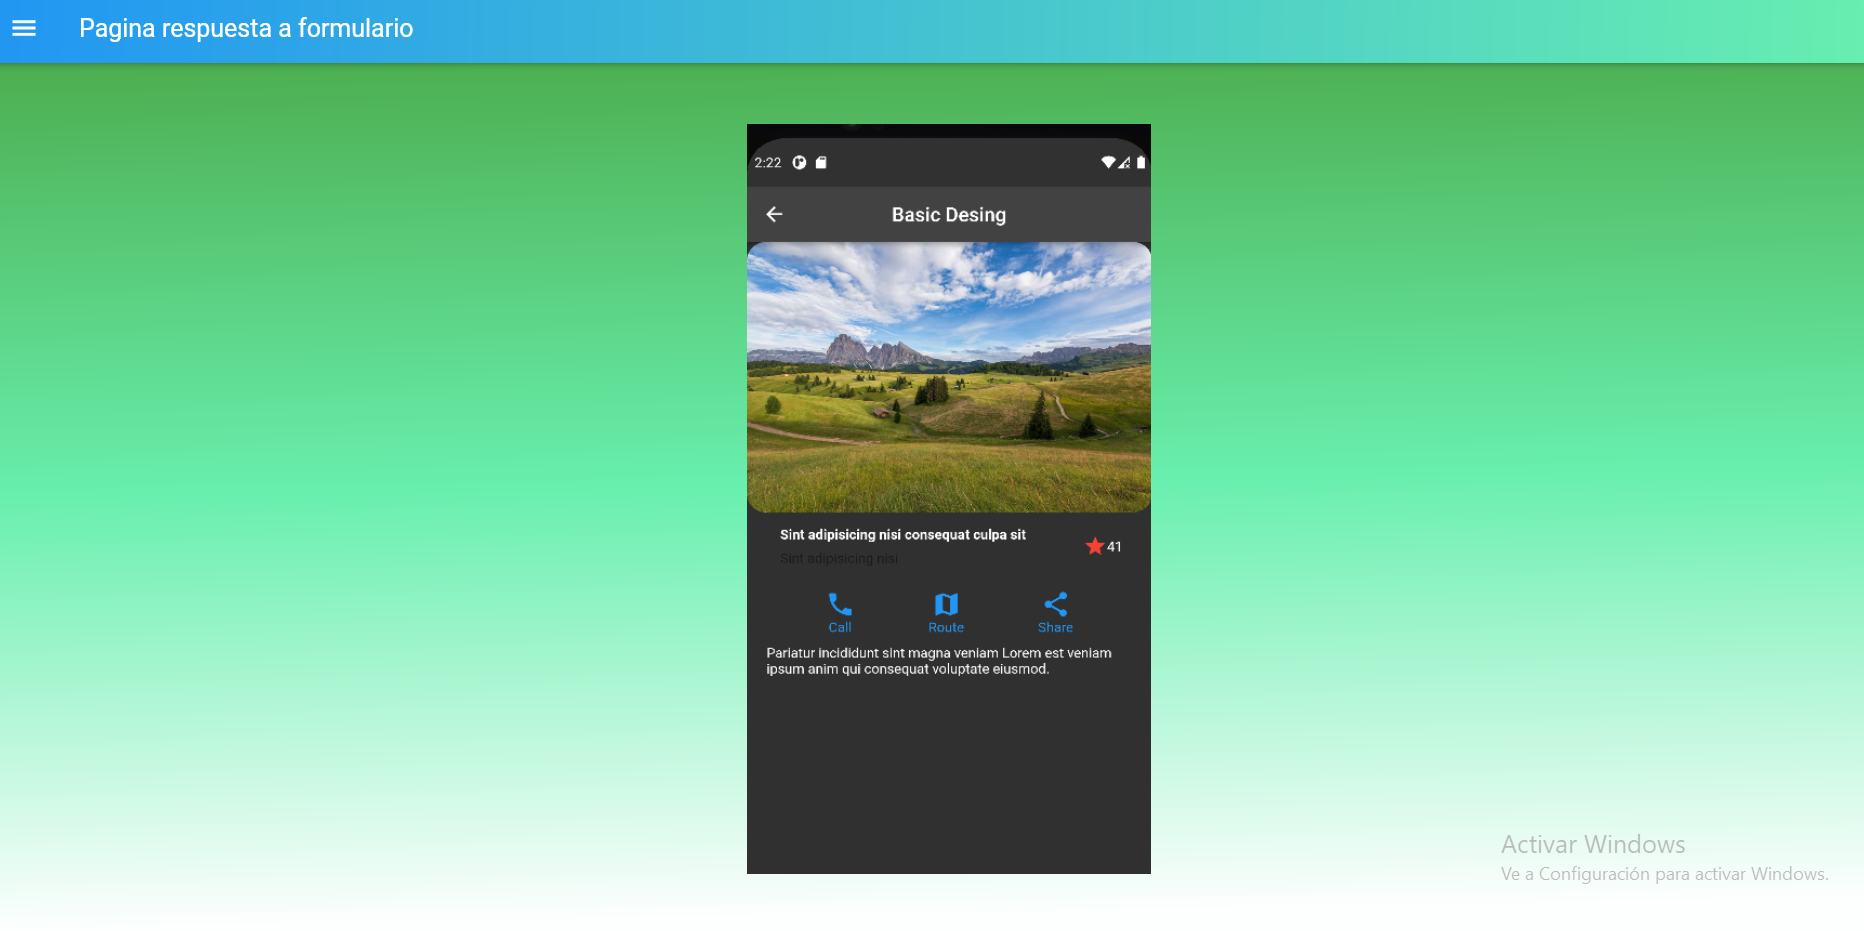 Pagina respuesta a formulario
2:22
Basic Desing
Sint adipisicing nisi consequat culpa sit
Sint adipisicing nisi
41
Call
Route
Share
Pariatur incididunt sint magna veniam Lorem est veniam
ipsum anim qui consequat voluptate eiusmod.
Activar Windows
Ve a Configuración para activar Windows.